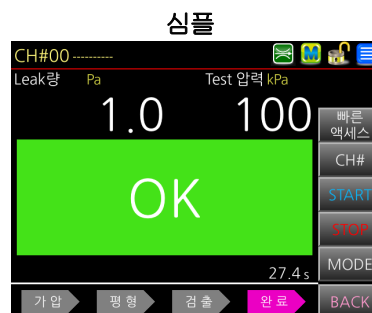 심플
CH#00 ----------
M
Leak량 Pa Test 압력 kPa
1.0 100
빠른
액세스
CH#
OK
START
STOP
MODE
27.4 s
가 압 평 형 검 출 완 료 BACK